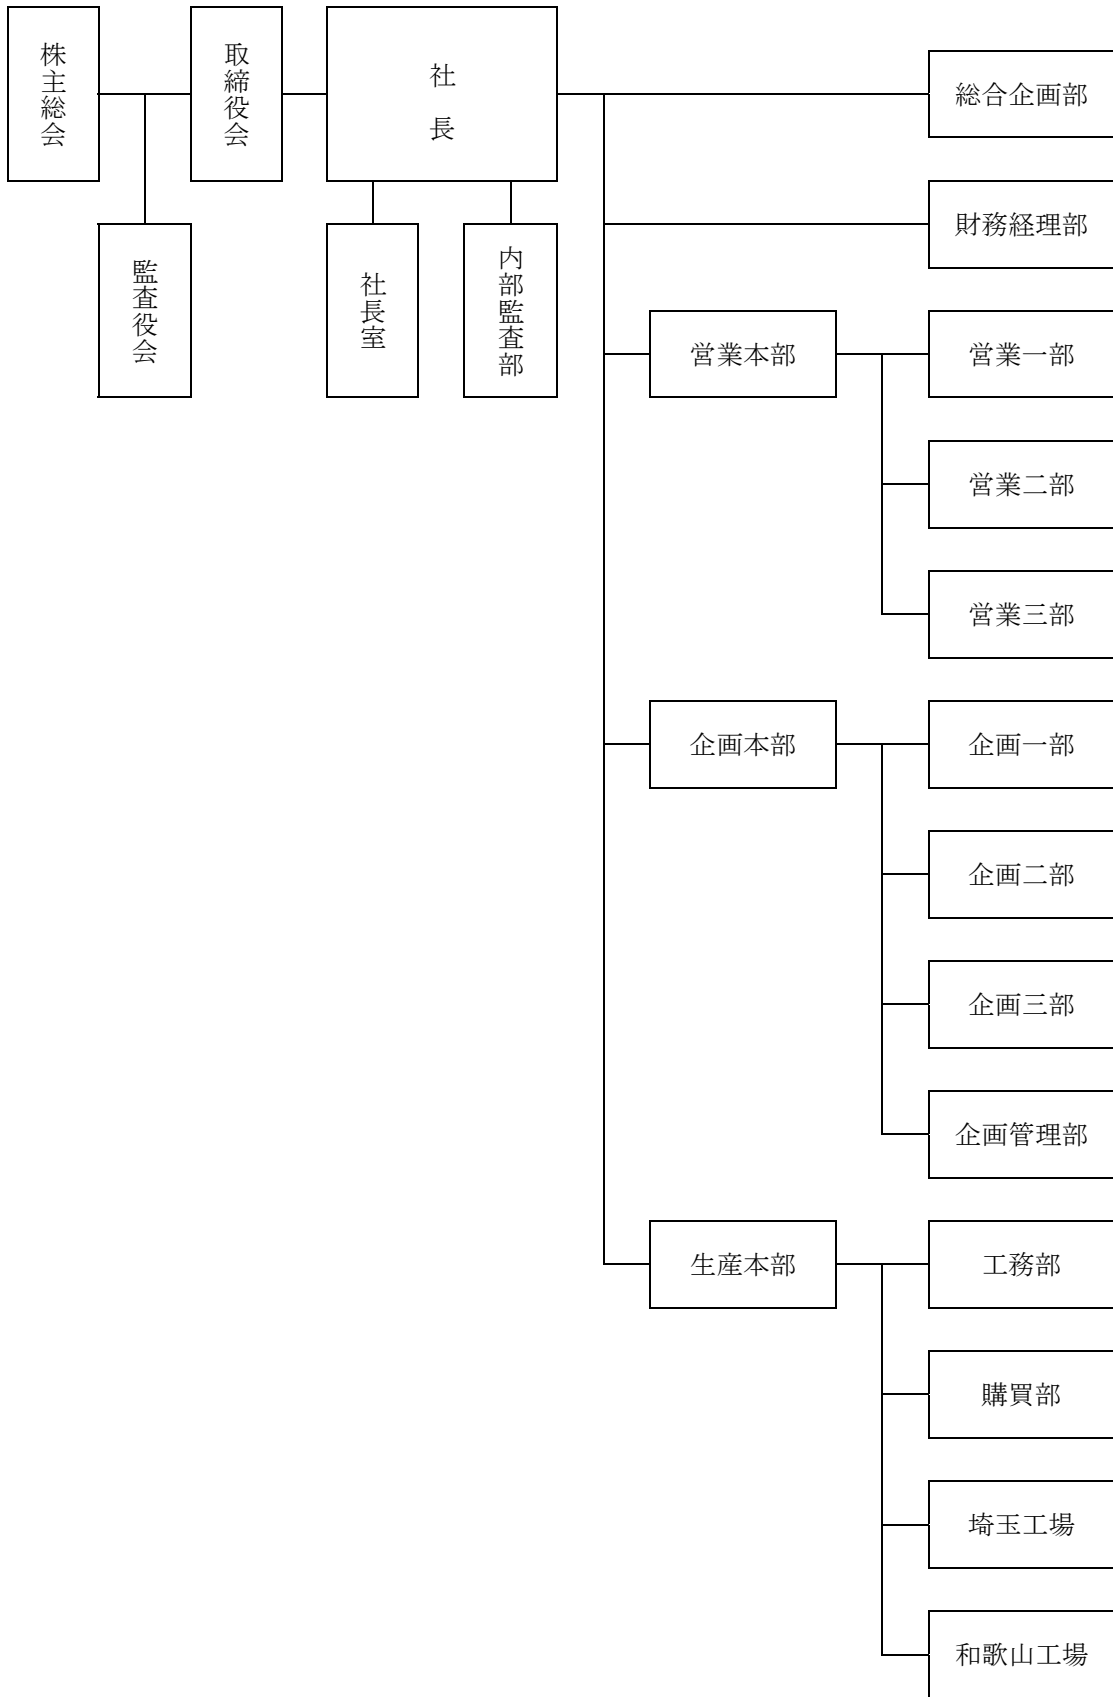 株主総会
取締役会
社長
総合企画部
監査役会
社長室
内部監査部
財務経理部
営業本部
営業一部
営業二部
営業三部
企画本部
企画一部
企画二部
企画三部
企画管理部
生産本部
工務部
購買部
埼玉工場
和歌山工場